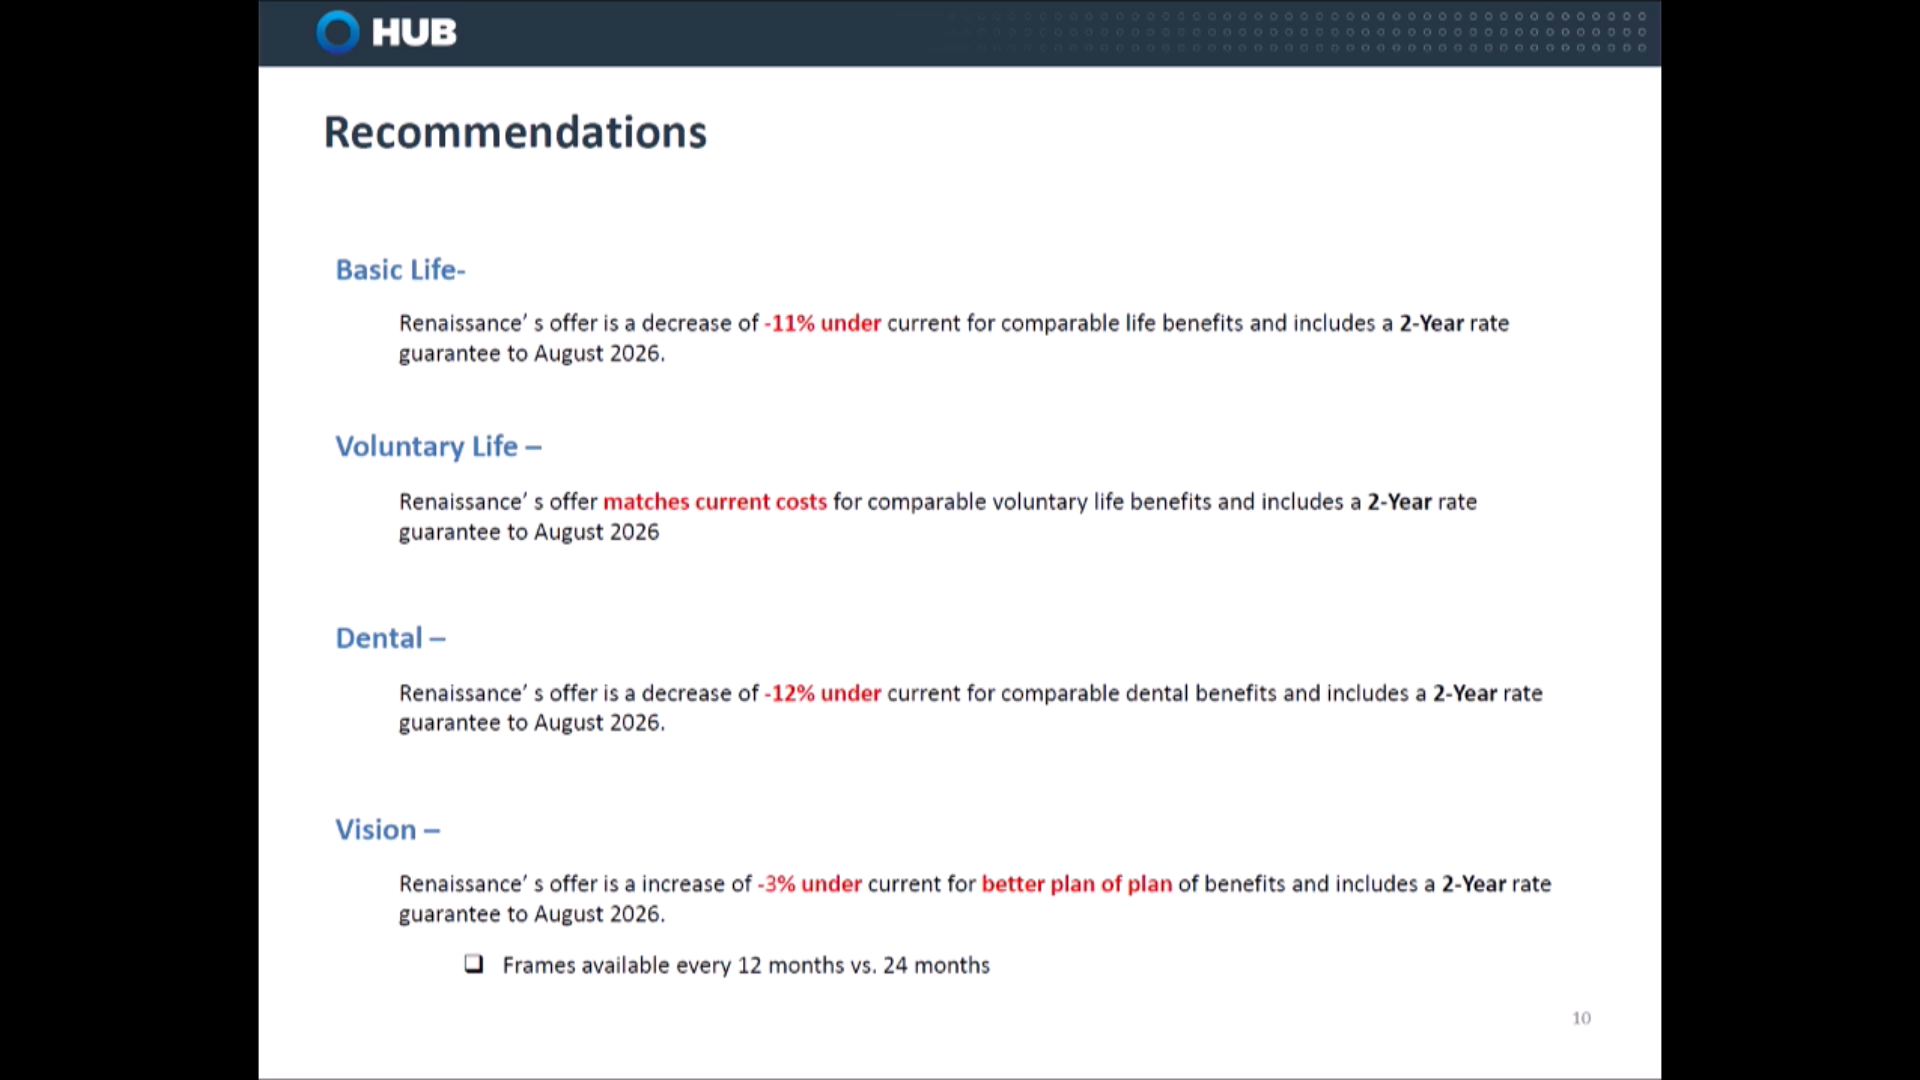 HUB
Recommendations
Basic Life-
Renaissance’ s offer is a decrease of -11% under current for comparable life benefits and includes a 2-Year rate
guarantee to August 2026.
Voluntary Life –
Renaissance’ s offer matches current costs for comparable voluntary life benefits and includes a 2-Year rate
guarantee to August 2026
Dental –
Renaissance’ s offer is a decrease of -12% under current for comparable dental benefits and includes a 2-Year rate
guarantee to August 2026.
Vision –
Renaissance’ s offer is a increase of -3% under current for better plan of plan of benefits and includes a 2-Year rate
guarantee to August 2026.
❑ Frames available every 12 months vs. 24 months
10